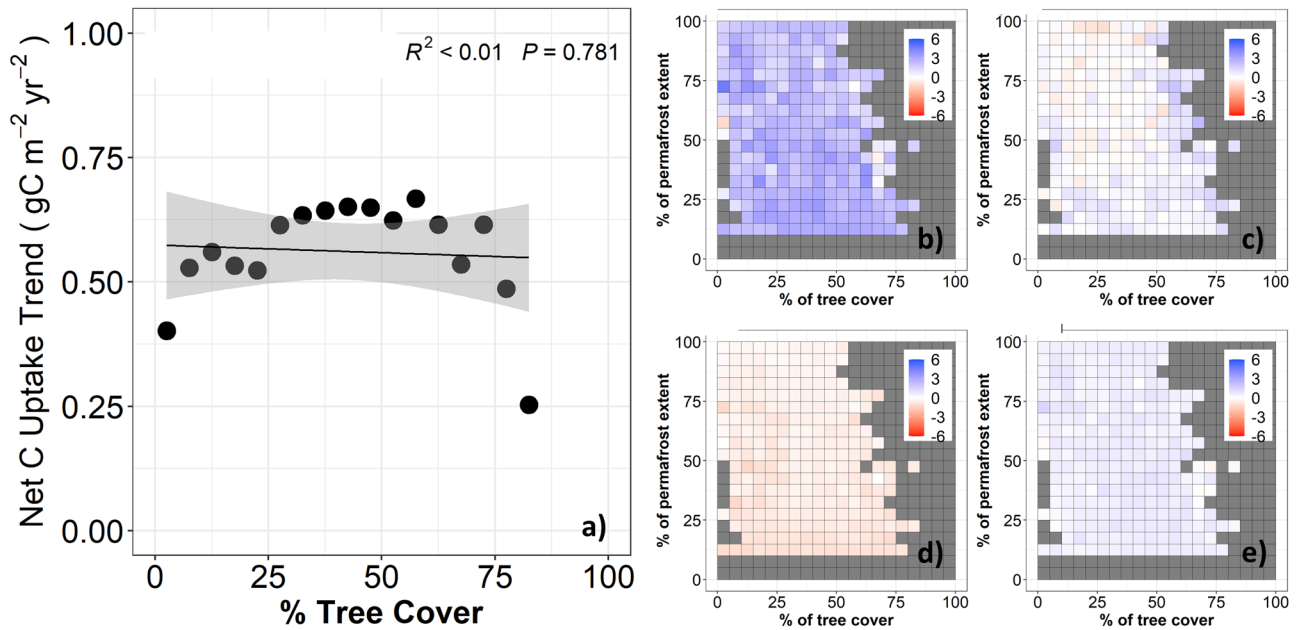 Net C Uptake Trend ( gC m⁻² yr⁻² )
1.00
0.75
0.50
0.25
0.00
R² < 0.01 P = 0.781
a)
0 25 50 75 100
% Tree Cover
% of permafrost extent
100
75
50
25
0
6
3
0
-3
-6
b)
0 25 50 75 100
% of tree cover
% of permafrost extent
100
75
50
25
0
6
3
0
-3
-6
c)
0 25 50 75 100
% of tree cover
% of permafrost extent
100
75
50
25
0
6
3
0
-3
-6
d)
0 25 50 75 100
% of tree cover
% of permafrost extent
100
75
50
25
0
6
3
0
-3
-6
e)
0 25 50 75 100
% of tree cover